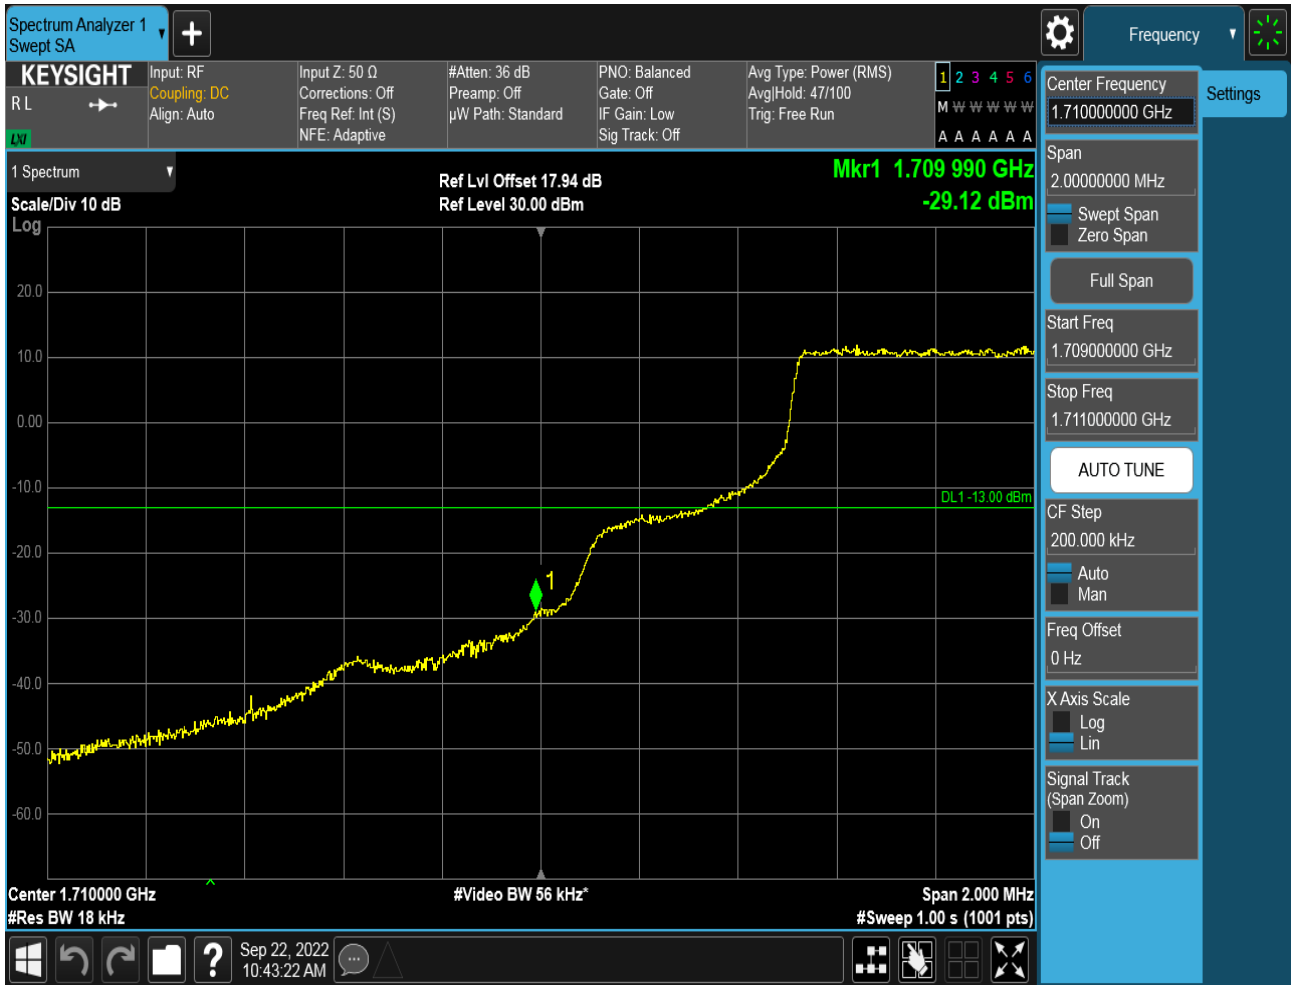 Spectrum Analyzer 1
Swept SA
Frequency
KEYSIGHT
R L
LXI
Input: RF
Coupling: DC
Align: Auto
Input Z: 50 Ω
Corrections: Off
Freq Ref: Int (S)
NFE: Adaptive
#Atten: 36 dB
Preamp: Off
µW Path: Standard
PNO: Balanced
Gate: Off
IF Gain: Low
Sig Track: Off
Avg Type: Power (RMS)
Avg|Hold: 47/100
Trig: Free Run
1 2 3 4 5 6
M W W W W W
A A A A A A
1 Spectrum
Scale/Div 10 dB
Log
Ref Lvl Offset 17.94 dB
Ref Level 30.00 dBm
Mkr1 1.709 990 GHz
-29.12 dBm
20.0
10.0
0.00
-10.0
-20.0
-30.0
-40.0
-50.0
-60.0
DL1 -13.00 dBm
1
Center 1.710000 GHz
#Res BW 18 kHz
#Video BW 56 kHz*
Span 2.000 MHz
#Sweep 1.00 s (1001 pts)
Center Frequency
1.710000000 GHz
Settings
Span
2.00000000 MHz
Swept Span
Zero Span
Full Span
Start Freq
1.709000000 GHz
Stop Freq
1.711000000 GHz
AUTO TUNE
CF Step
200.000 kHz
Auto
Man
Freq Offset
0 Hz
X Axis Scale
Log
Lin
Signal Track
(Span Zoom)
On
Off
?
Sep 22, 2022
10:43:22 AM